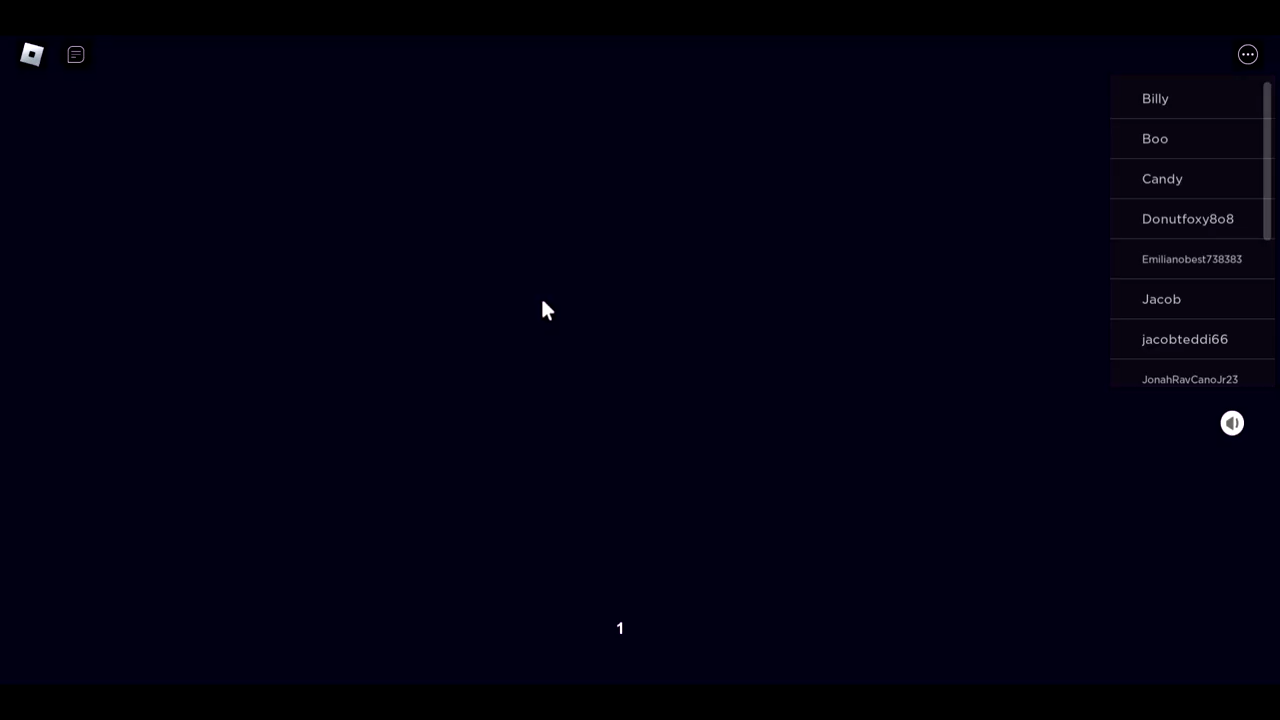 Billy
Boo
Candy
Donutfoxy8o8
Emilianobest738383
Jacob
jacobteddi66
JonahRavCanoJr23
1